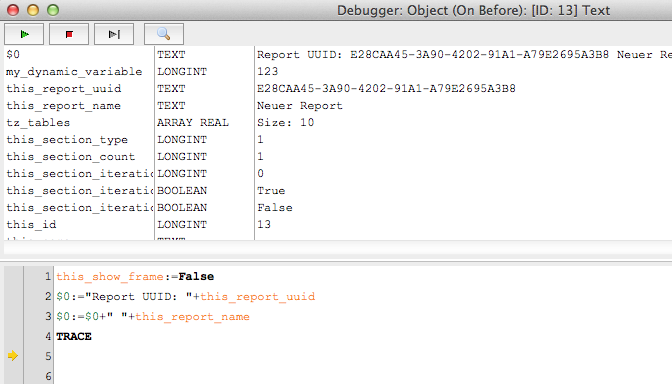 Debugger: Object (On Before): [ID: 13] Text
$0 TEXT Report UUID: E28CAA45-3A90-4202-91A1-A79E2695A3B8 Neuer Re
my_dynamic_variable LONGINT 123
this_report_uuid TEXT E28CAA45-3A90-4202-91A1-A79E2695A3B8
this_report_name TEXT Neuer Report
tz_tables ARRAY REAL Size: 10
this_section_type LONGINT 1
this_section_count LONGINT 1
this_section_iteratic LONGINT 0
this_section_iteratic BOOLEAN True
this_section_iteratic BOOLEAN False
this_id LONGINT 13
1 this_show_frame:=False
2 $0:="Report UUID: "+this_report_uuid
3 $0:=$0+" "+this_report_name
4 TRACE
5
6